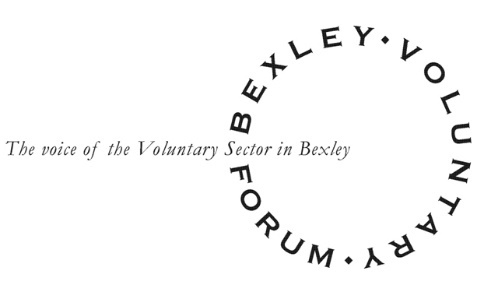 BEXLEY • VOLUNTARY • FORUM
The voice of the Voluntary Sector in Bexley